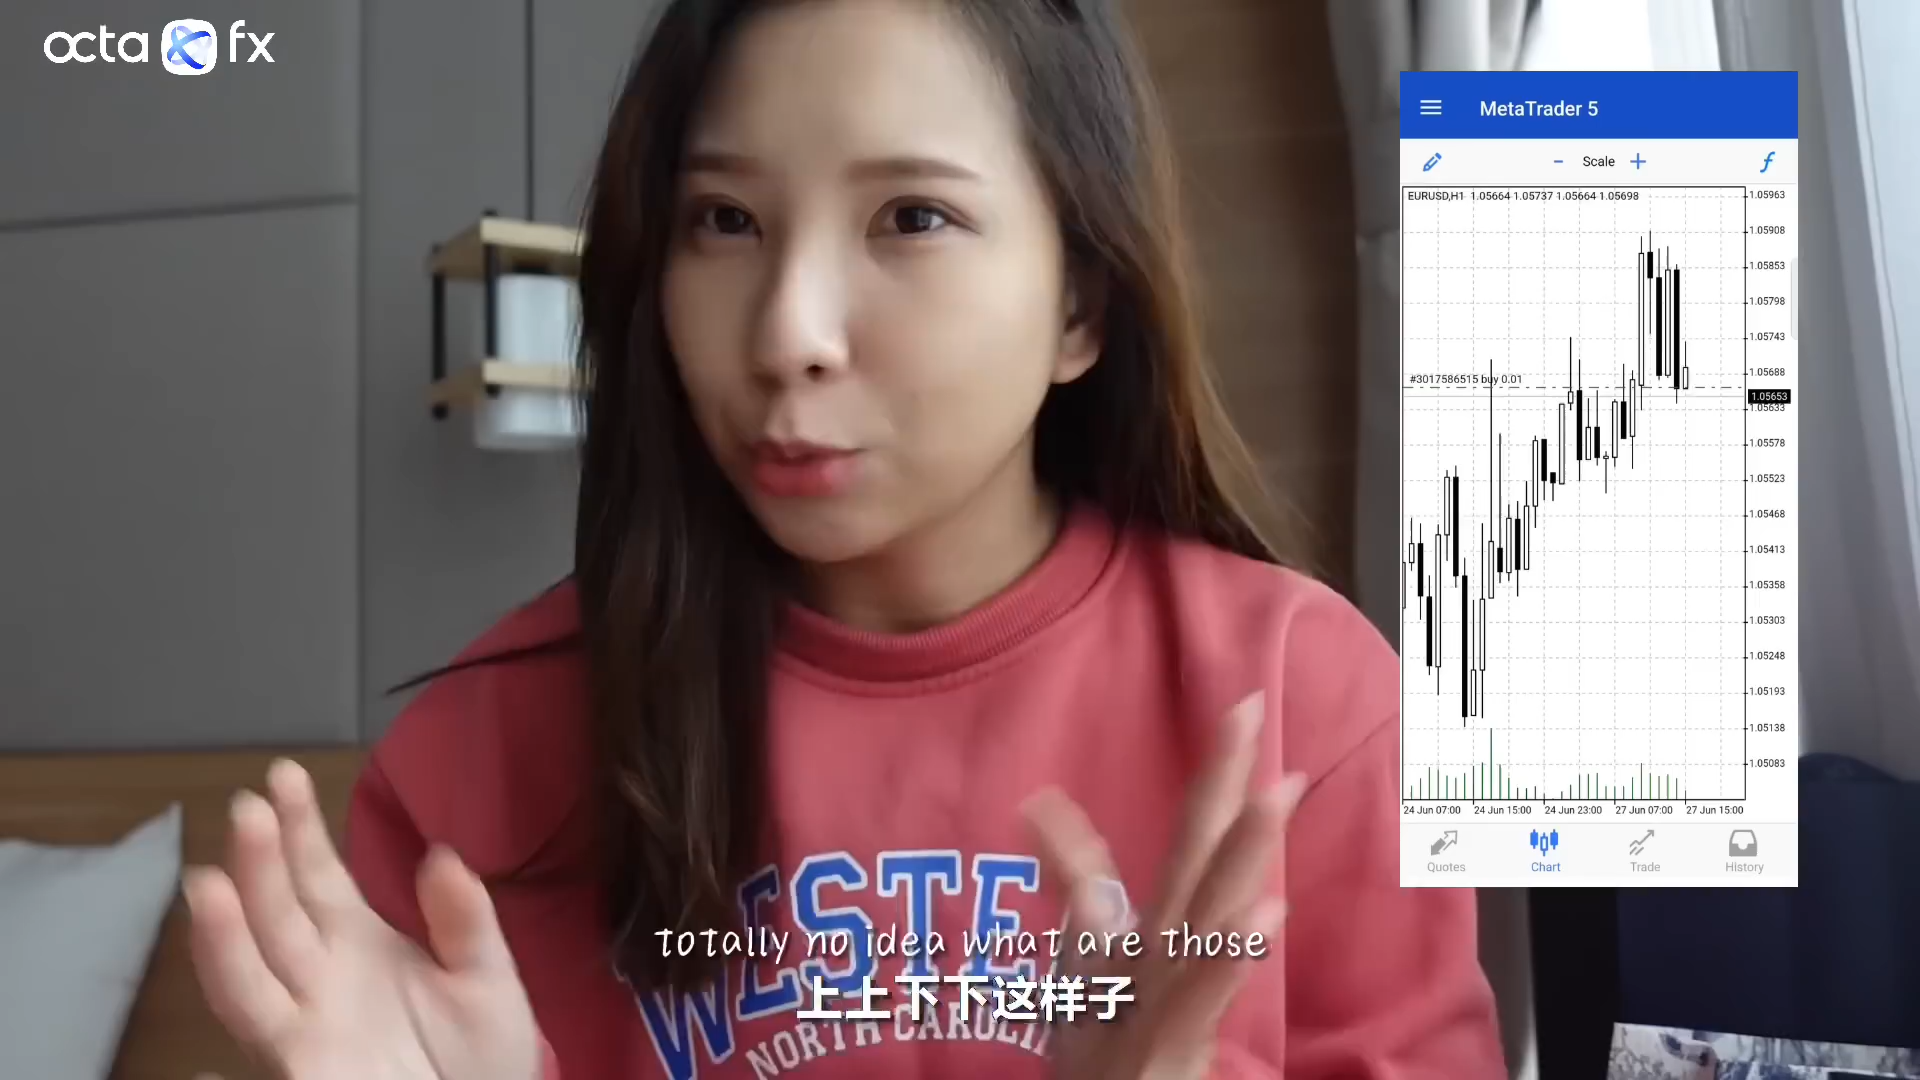 octa fx
MetaTrader 5
Scale
EURUSD,H1 1.05664 1.05737 1.05664 1.05698
#3017586515 buy 0.01
1.05963
1.05908
1.05853
1.05798
1.05743
1.05688
1.05653
1.05633
1.05578
1.05523
1.05468
1.05413
1.05358
1.05303
1.05248
1.05193
1.05138
1.05083
24 Jun 07:00 24 Jun 15:00 24 Jun 23:00 27 Jun 07:00 27 Jun 15:00
Quotes Chart Trade History
WESTE
NORTH CAROLI
totally no idea what are those
上上下下这样子